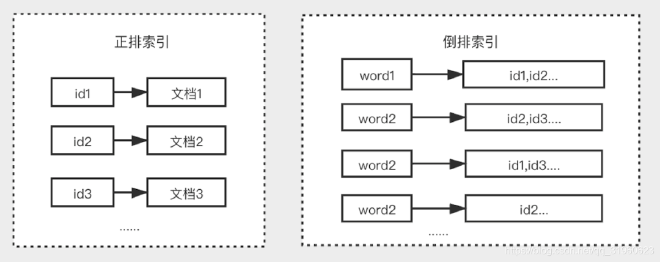 正排索引
id1 文档1
id2 文档2
id3 文档3
......
倒排索引
word1 id1,id2...
word2 id2,id3....
word2 id1,id3....
word2 id2...
......